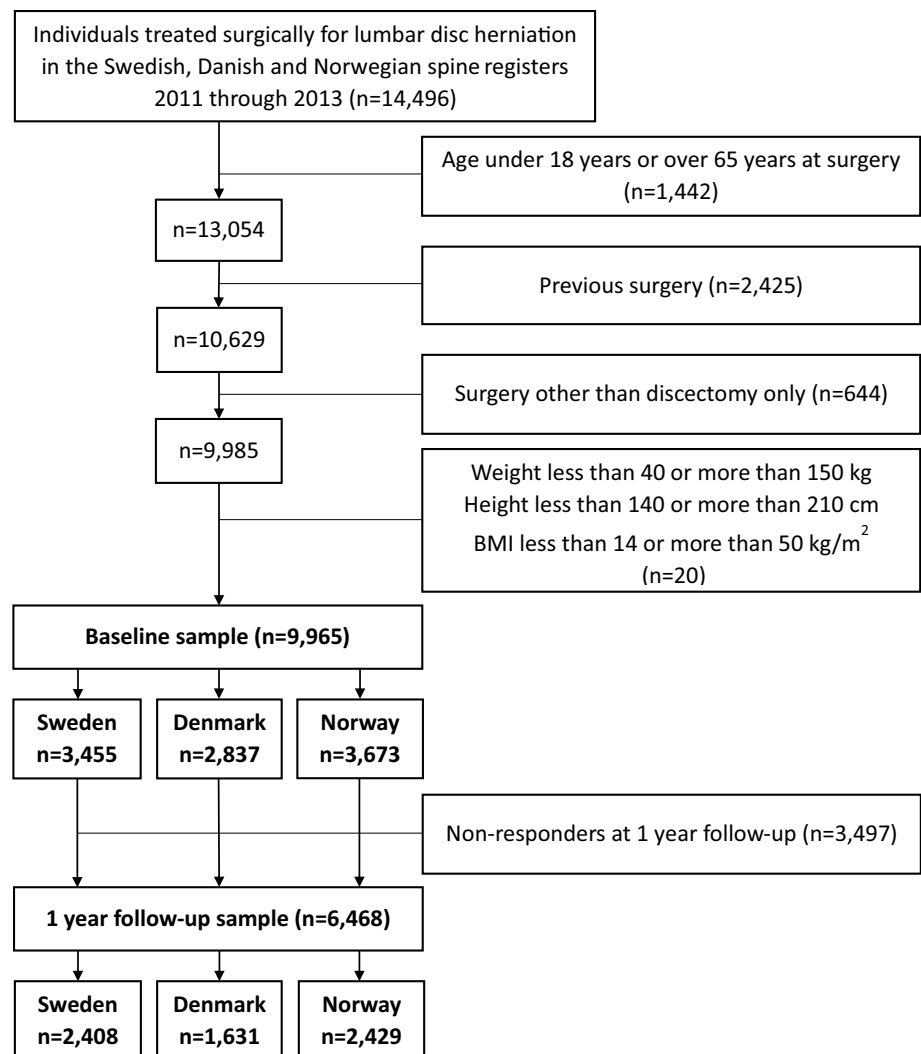 Individuals treated surgically for lumbar disc herniation
in the Swedish, Danish and Norwegian spine registers
2011 through 2013 (n=14,496)
Age under 18 years or over 65 years at surgery
(n=1,442)
n=13,054
Previous surgery (n=2,425)
n=10,629
Surgery other than discectomy only (n=644)
n=9,985
Weight less than 40 or more than 150 kg
Height less than 140 or more than 210 cm
BMI less than 14 or more than 50 kg/m²
(n=20)
Baseline sample (n=9,965)
Sweden
n=3,455
Denmark
n=2,837
Norway
n=3,673
Non-responders at 1 year follow-up (n=3,497)
1 year follow-up sample (n=6,468)
Sweden
n=2,408
Denmark
n=1,631
Norway
n=2,429